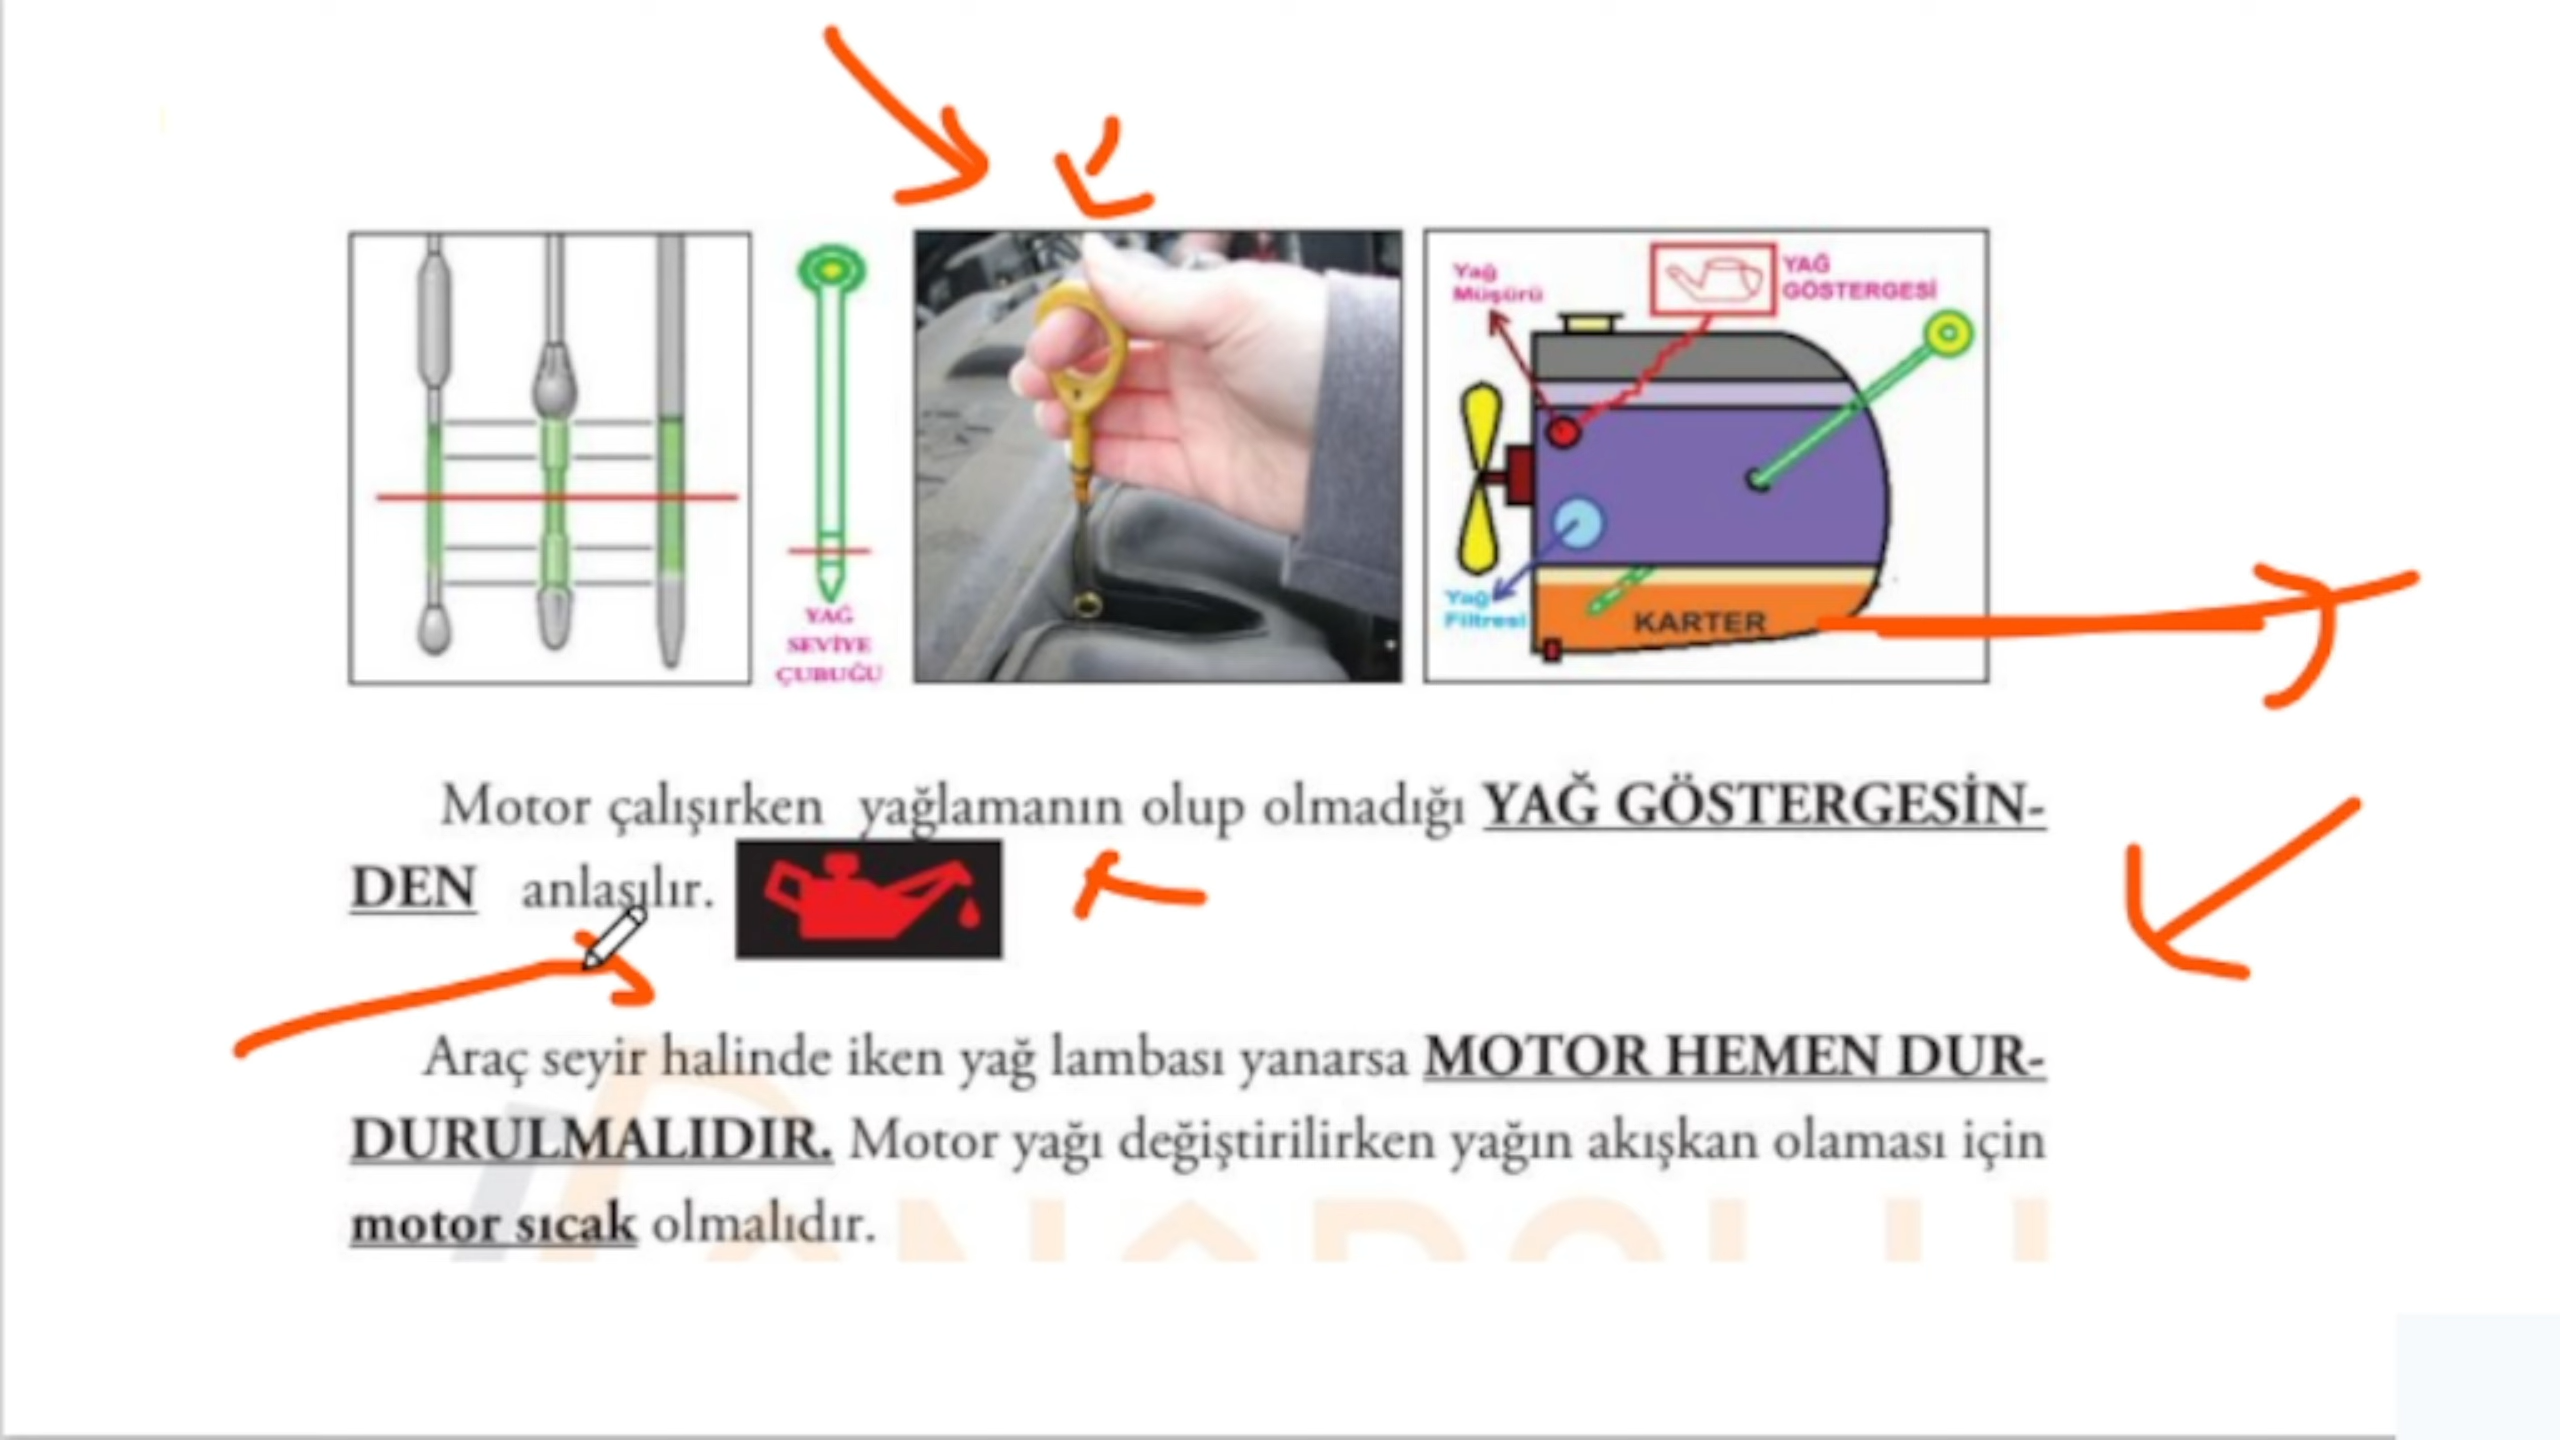 Yağ
Müşürü
YAĞ
GÖSTERGESİ
YAĞ
SEVİYE
ÇUBUĞU
Yağ
Filtresi
KARTER
Motor çalışırken yağlamanın olup olmadığı YAĞ GÖSTERGESİN-
DEN anlaşılır.
Araç seyir halinde iken yağ lambası yanarsa MOTOR HEMEN DUR-
DURULMALIDIR. Motor yağı değiştirilirken yağın akışkan olaması için
motor sıcak olmalıdır.